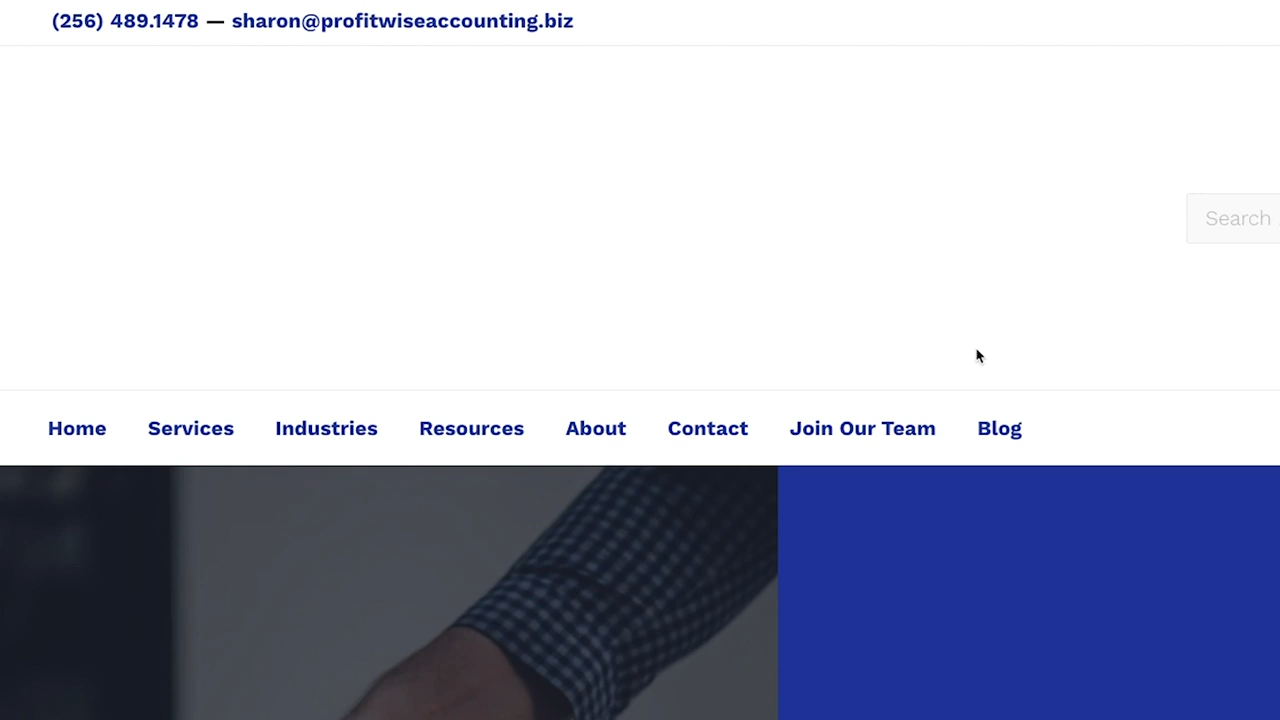 (256) 489.1478 — sharon@profitwiseaccounting.biz
Search
Home Services Industries Resources About Contact Join Our Team Blog